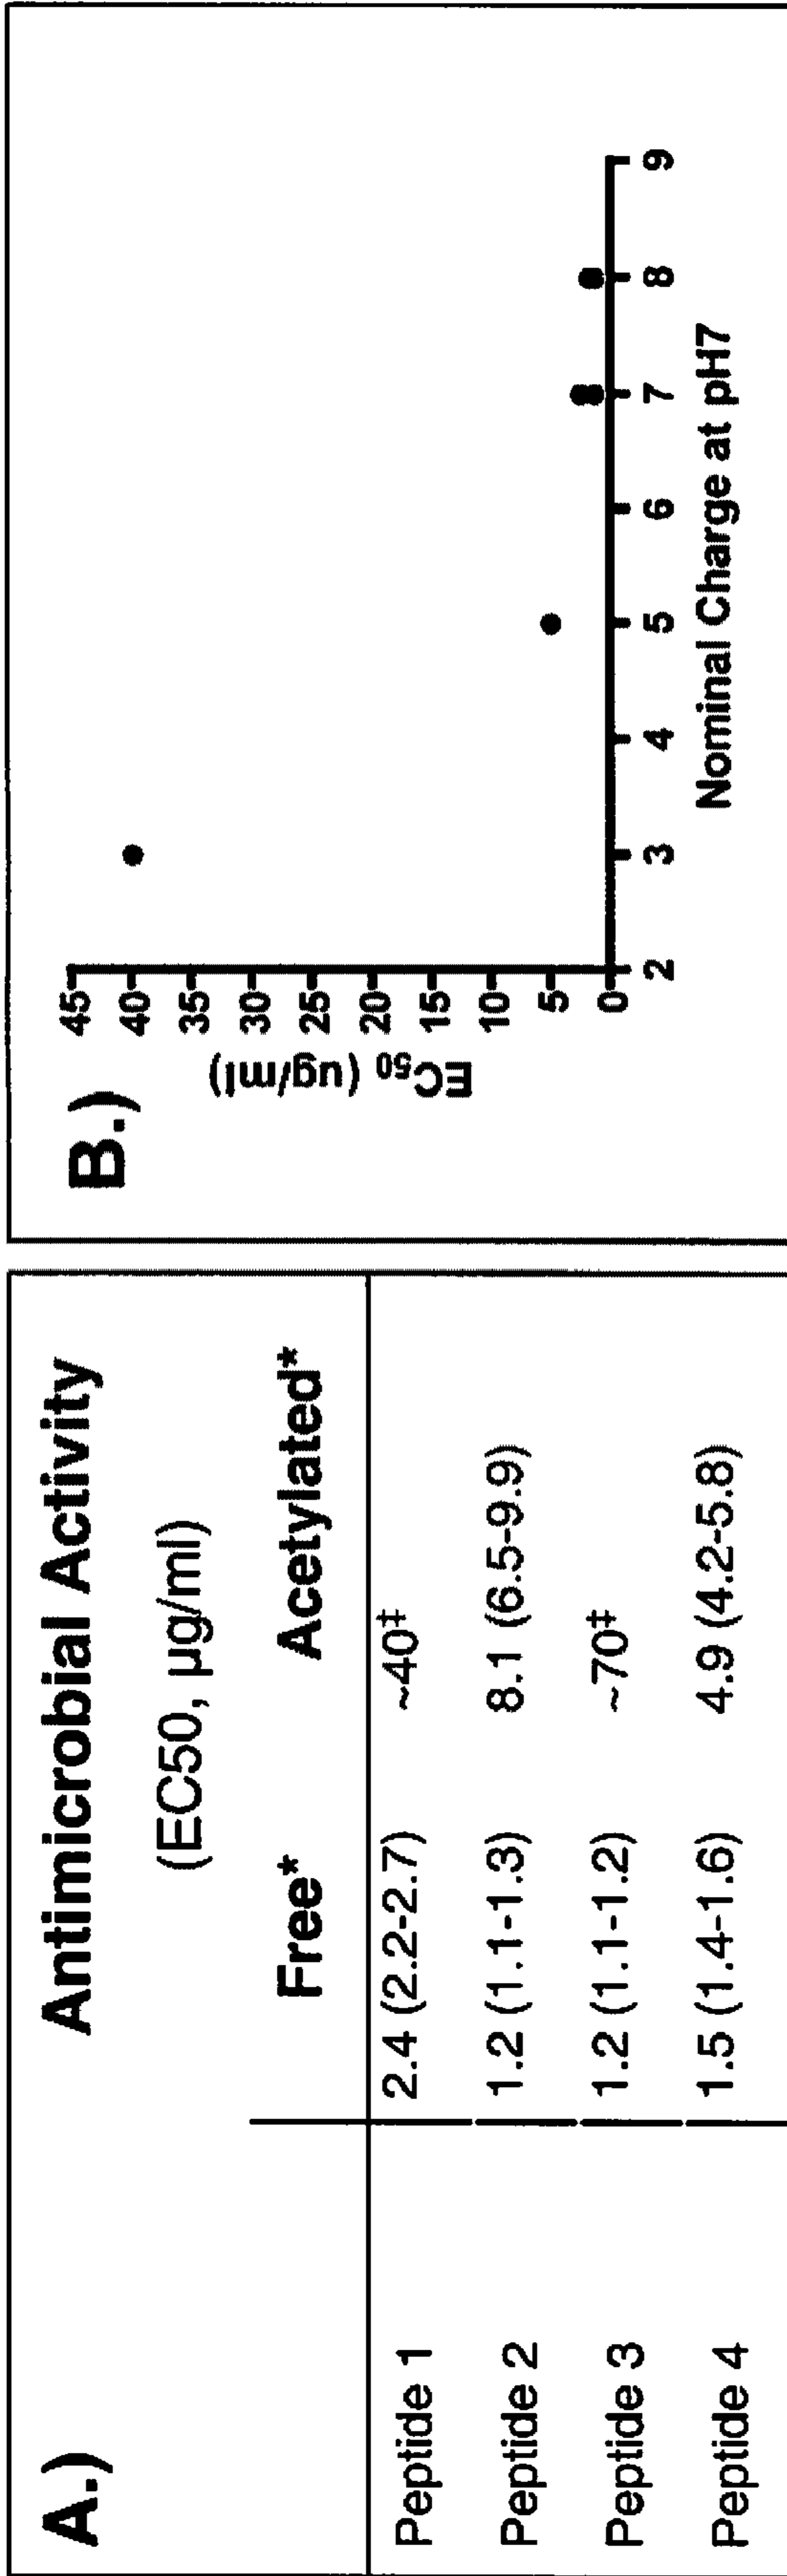 A.)
Antimicrobial Activity
(EC50, µg/ml)
Free* Acetylated*
Peptide 1 2.4 (2.2-2.7) ~40‡
Peptide 2 1.2 (1.1-1.3) 8.1 (6.5-9.9)
Peptide 3 1.2 (1.1-1.2) ~70‡
Peptide 4 1.5 (1.4-1.6) 4.9 (4.2-5.8)
B.)
EC50 (ug/ml)
45
40
35
30
25
20
15
10
5
0
2 3 4 5 6 7 8 9
Nominal Charge at pH7